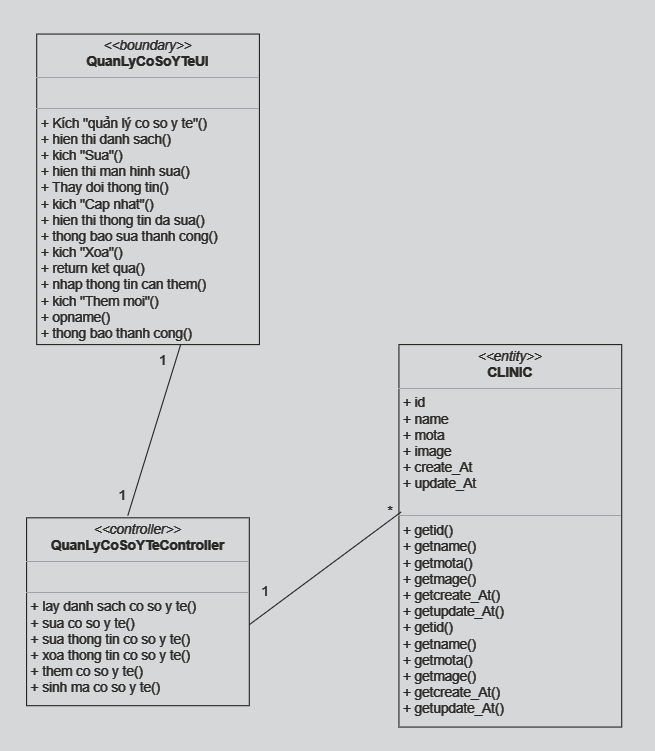 <<boundary>>
QuanLyCoSoYTeUI
+ Kích "quản lý co so y te"()
+ hien thi danh sach()
+ kich "Sua"()
+ hien thi man hinh sua()
+ Thay doi thong tin()
+ kich "Cap nhat"()
+ hien thi thong tin da sua()
+ thong bao sua thanh cong()
+ kich "Xoa"()
+ return ket qua()
+ nhap thong tin can them()
+ kich "Them moi"()
+ opname()
+ thong bao thanh cong()
1
1
<<controller>>
QuanLyCoSoYTeController
+ lay danh sach co so y te()
+ sua co so y te()
+ sua thong tin co so y te()
+ xoa thong tin co so y te()
+ them co so y te()
+ sinh ma co so y te()
1
*
<<entity>>
CLINIC
+ id
+ name
+ mota
+ image
+ create_At
+ update_At
+ getid()
+ getname()
+ getmota()
+ getmage()
+ getcreate_At()
+ getupdate_At()
+ getid()
+ getname()
+ getmota()
+ getmage()
+ getcreate_At()
+ getupdate_At()